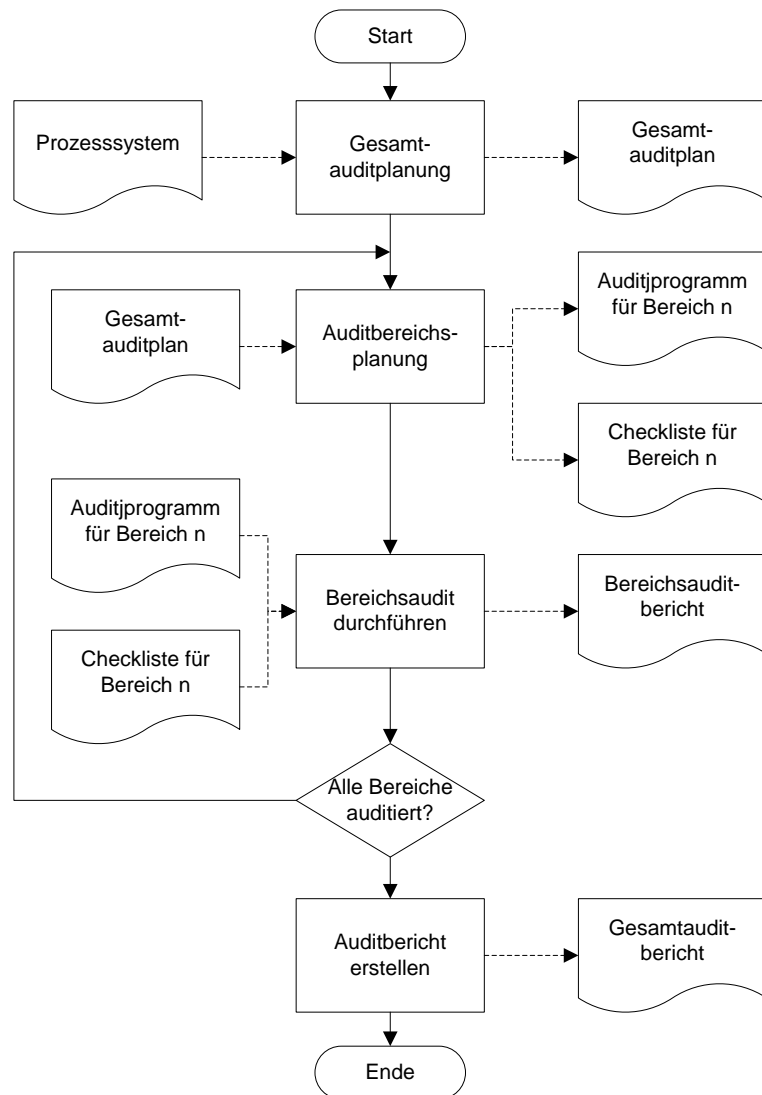 Start
Prozesssystem
Gesamt-
auditplanung
Gesamt-
auditplan
Gesamt-
auditplan
Auditbereichs-
planung
Auditjprogramm
für Bereich n
Checkliste für
Bereich n
Auditjprogramm
für Bereich n
Checkliste für
Bereich n
Bereichsaudit
durchführen
Bereichsaudit-
bericht
Alle Bereiche
auditiert?
Auditbericht
erstellen
Gesamtaudit-
bericht
Ende